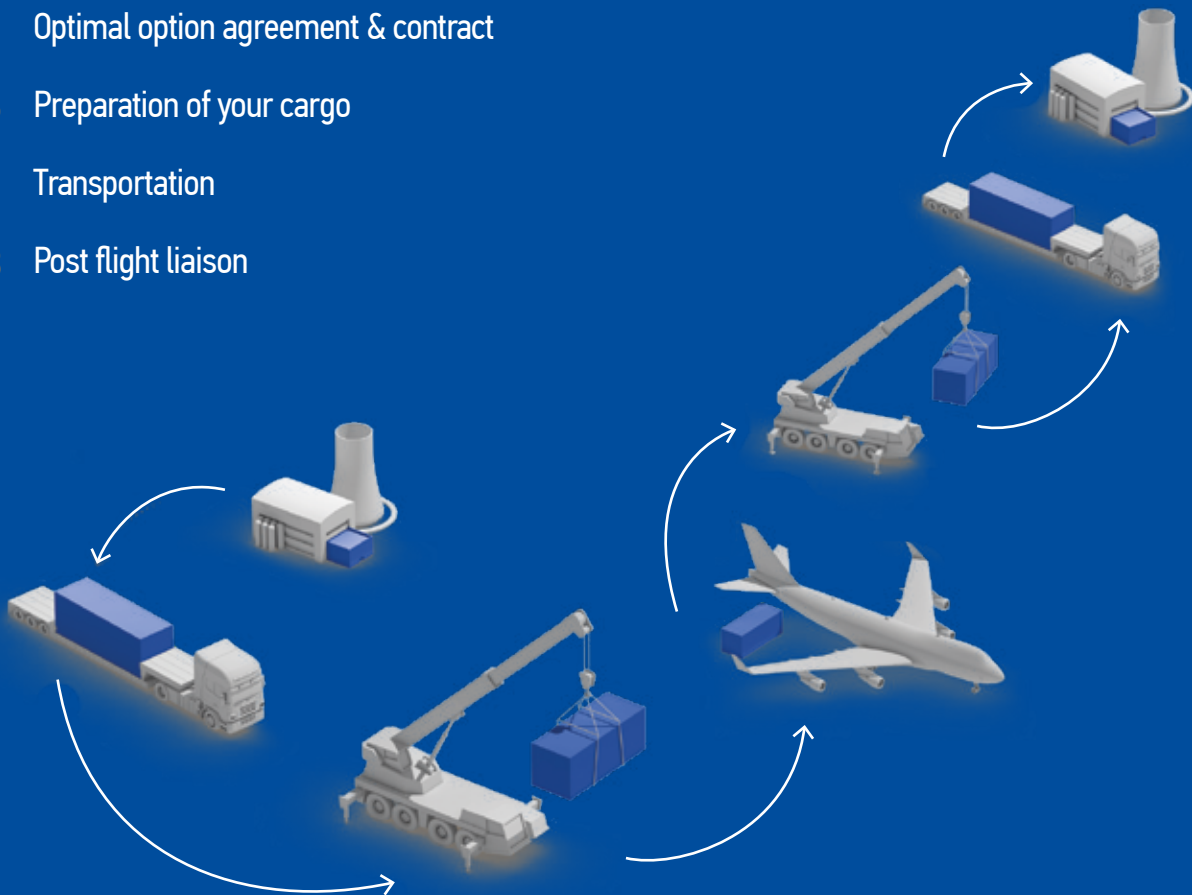 Optimal option agreement & contract
Preparation of your cargo
Transportation
Post flight liaison